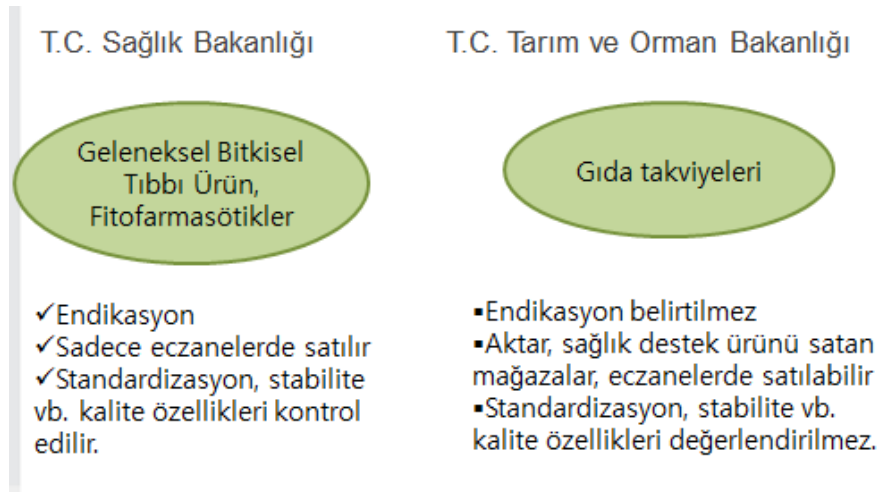 T.C. Sağlık Bakanlığı
Geleneksel Bitkisel
Tıbbı Ürün,
Fitofarmasötikler
✓Endikasyon
✓Sadece eczanelerde satılır
✓Standardizasyon, stabilite
vb. kalite özellikleri kontrol
edilir.
T.C. Tarım ve Orman Bakanlığı
Gıda takviyeleri
▪Endikasyon belirtilmez
▪Aktar, sağlık destek ürünü satan
mağazalar, eczanelerde satılabilir
▪Standardizasyon, stabilite vb.
kalite özellikleri değerlendirilmez.